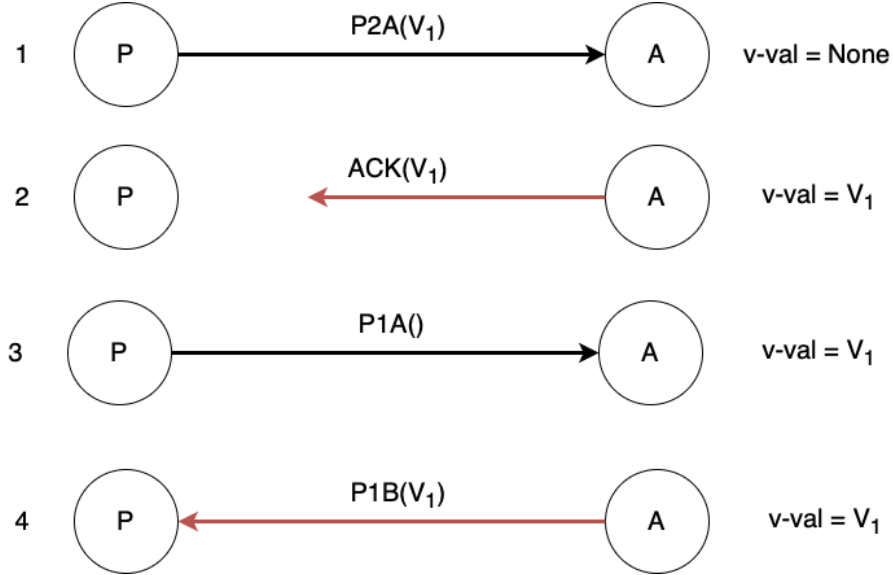 P2A(V₁)
1 P A v-val = None
ACK(V₁)
2 P A v-val = V₁
P1A()
3 P A v-val = V₁
P1B(V₁)
4 P A v-val = V₁